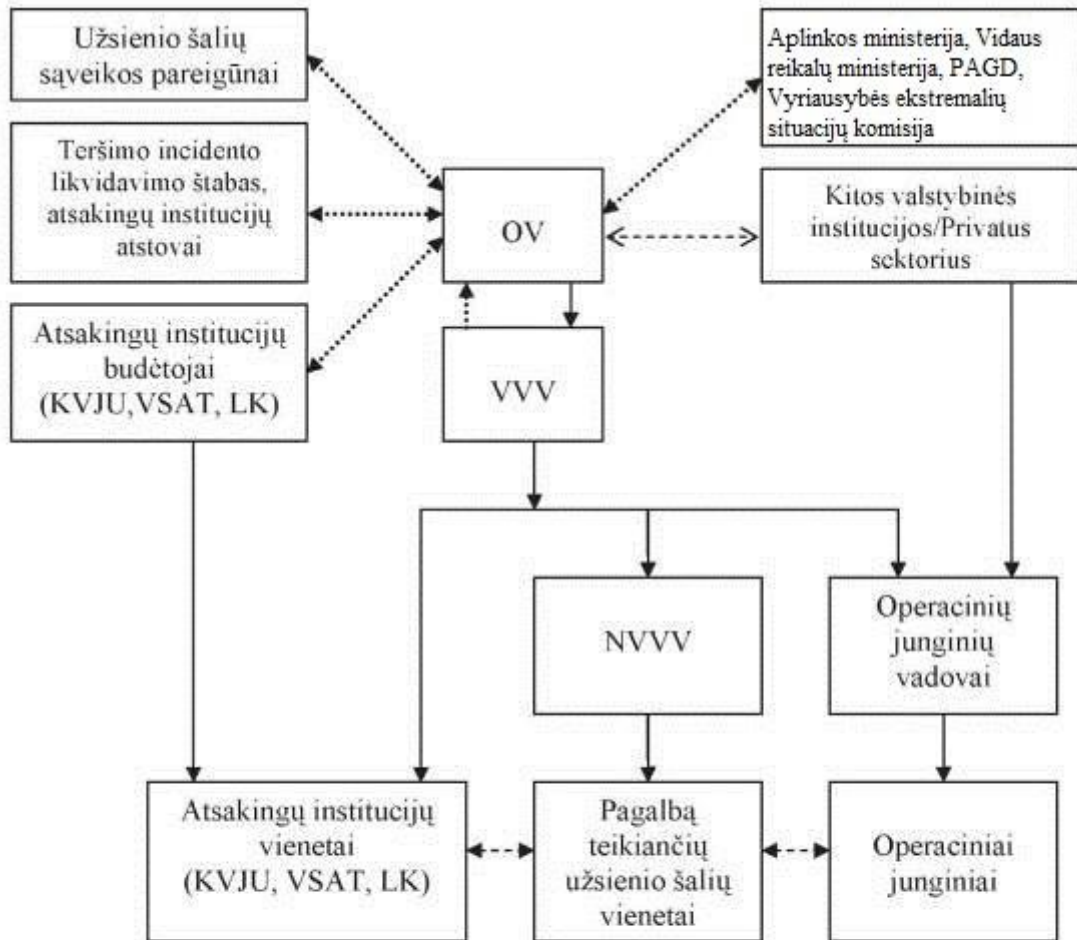 Užsienio šalių
sąveikos pareigūnai
Aplinkos ministerija, Vidaus
reikalų ministerija, PAGD,
Vyriausybės ekstremalių
situacijų komisija
Teršimo incidento
likvidavimo štabas,
atsakingų institucijų
atstovai
OV
Kitos valstybinės
institucijos/Privatus
sektorius
Atsakingų institucijų
budėtojai
(KVJU,VSAT, LK)
VVV
NVVV
Operacinių
junginių
vadovai
Atsakingų institucijų
vienetai
(KVJU, VSAT, LK)
Pagalbą
teikiančių
užsienio šalių
vienetai
Operaciniai
junginiai